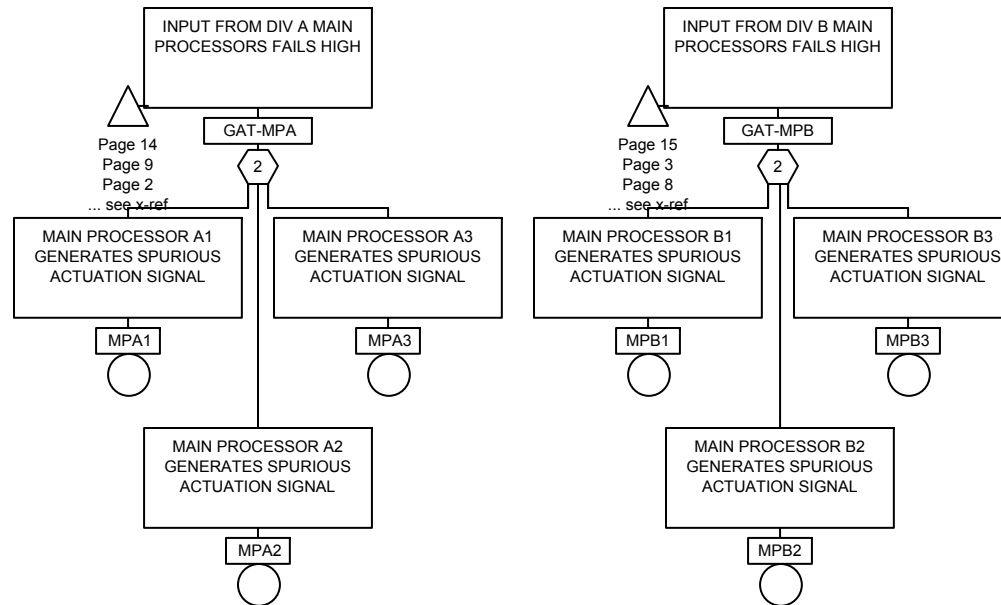 INPUT FROM DIV A MAIN
PROCESSORS FAILS HIGH
GAT-MPA
Page 14
Page 9
Page 2
... see x-ref
2
MAIN PROCESSOR A1
GENERATES SPURIOUS
ACTUATION SIGNAL
MPA1
MAIN PROCESSOR A3
GENERATES SPURIOUS
ACTUATION SIGNAL
MPA3
MAIN PROCESSOR A2
GENERATES SPURIOUS
ACTUATION SIGNAL
MPA2
INPUT FROM DIV B MAIN
PROCESSORS FAILS HIGH
GAT-MPB
Page 15
Page 3
Page 8
... see x-ref
2
MAIN PROCESSOR B1
GENERATES SPURIOUS
ACTUATION SIGNAL
MPB1
MAIN PROCESSOR B3
GENERATES SPURIOUS
ACTUATION SIGNAL
MPB3
MAIN PROCESSOR B2
GENERATES SPURIOUS
ACTUATION SIGNAL
MPB2